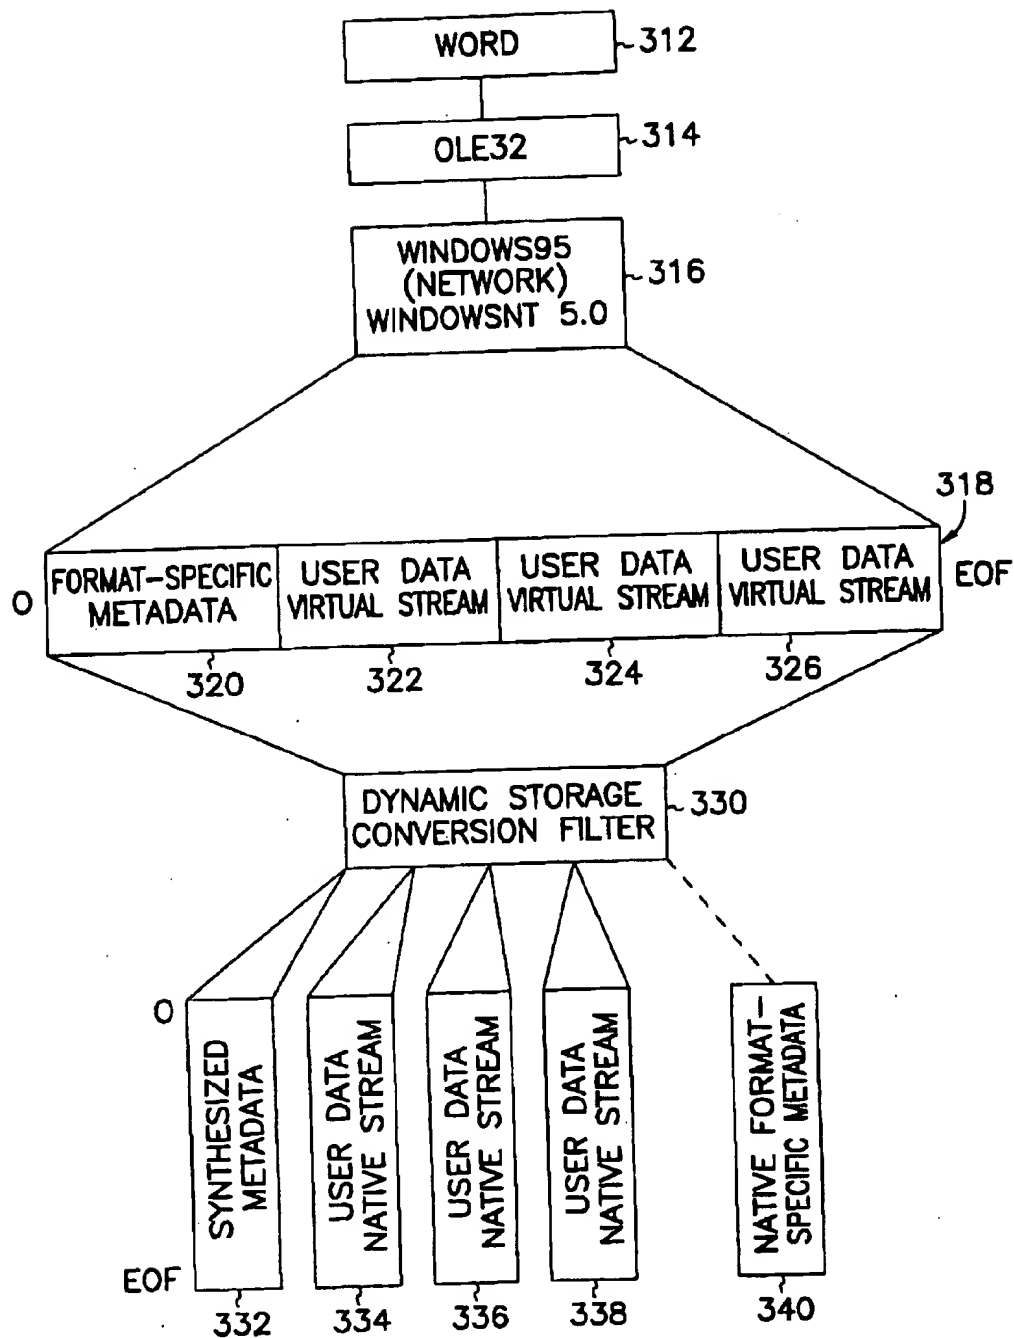 WORD
312
OLE32
314
WINDOWS95
(NETWORK)
WINDOWSNT 5.0
316
318
0
FORMAT-SPECIFIC
METADATA
USER DATA
VIRTUAL STREAM
USER DATA
VIRTUAL STREAM
USER DATA
VIRTUAL STREAM
EOF
320
322
324
326
DYNAMIC STORAGE
CONVERSION FILTER
330
0
SYNTHESIZED
METADATA
USER DATA
NATIVE STREAM
USER DATA
NATIVE STREAM
USER DATA
NATIVE STREAM
NATIVE FORMAT-
SPECIFIC METADATA
EOF
332
334
336
338
340